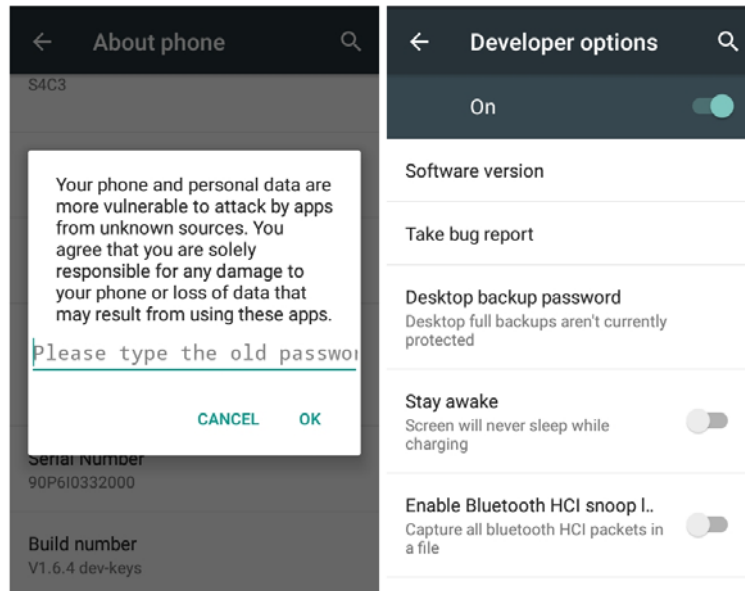 About phone
S4C3
Your phone and personal data are
more vulnerable to attack by apps
from unknown sources. You
agree that you are solely
responsible for any damage to
your phone or loss of data that
may result from using these apps.
Please type the old passwor
CANCEL OK
Serial Number
90P6I0332000
Build number
V1.6.4 dev-keys
Developer options
On
Software version
Take bug report
Desktop backup password
Desktop full backups aren't currently
protected
Stay awake
Screen will never sleep while
charging
Enable Bluetooth HCI snoop l..
Capture all bluetooth HCI packets in
a file